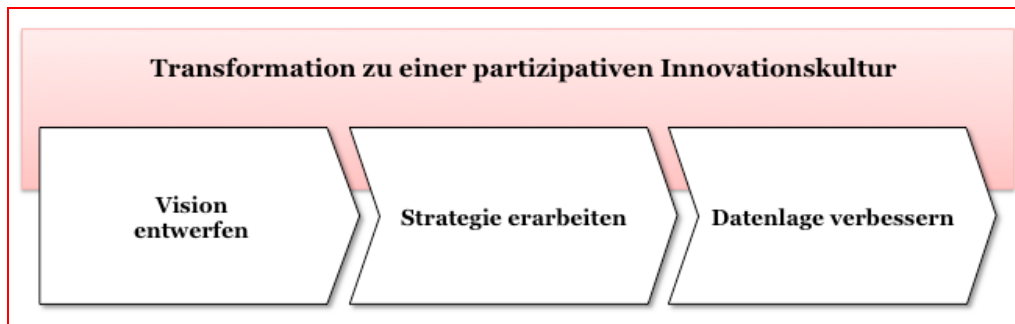 Transformation zu einer partizipativen Innovationskultur
Vision
entwerfen
Strategie erarbeiten
Datenlage verbessern